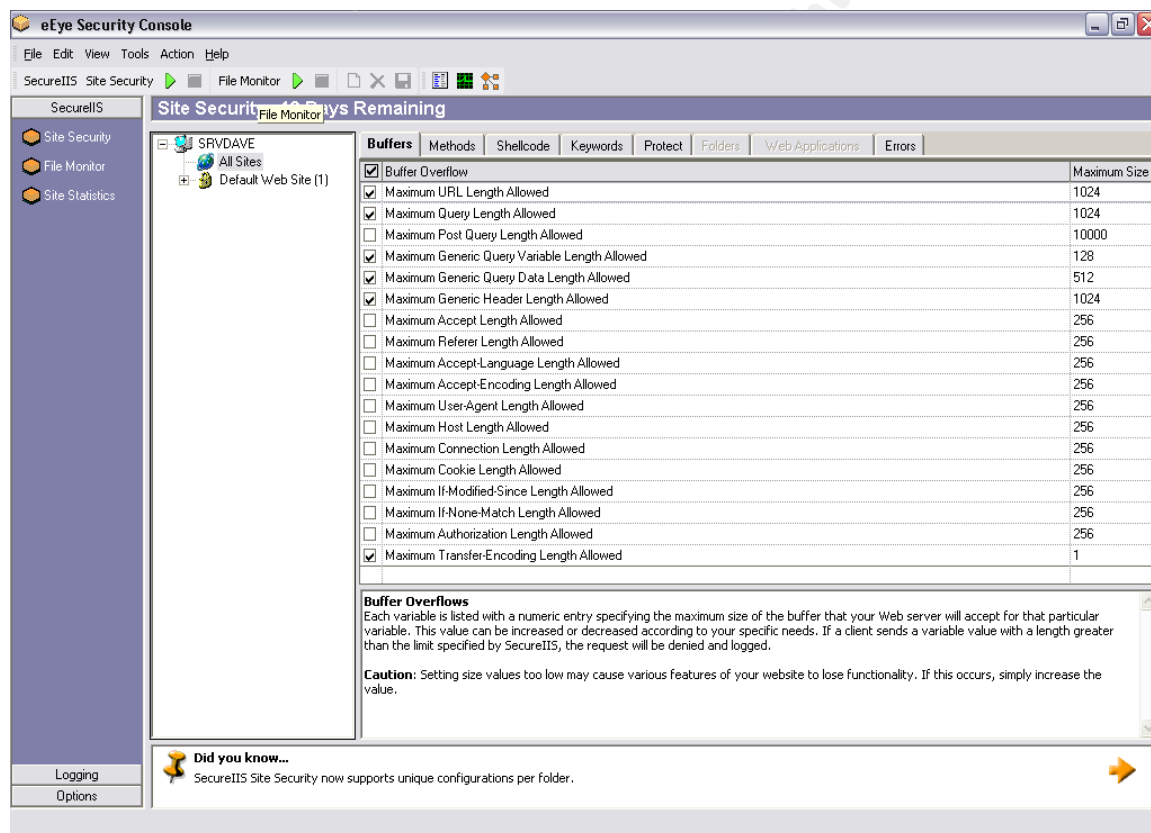 eEye Security Console
File Edit View Tools Action Help
SecureIIS Site Security File Monitor
SecureIIS
Site Security
File Monitor
Site Statistics
Logging
Options
Site Security Days Remaining
File Monitor
SRVDAVE
All Sites
Default Web Site (1)
Buffers Methods Shellcode Keywords Protect Folders Web Applications Errors
Buffer Overflow Maximum Size
Maximum URL Length Allowed 1024
Maximum Query Length Allowed 1024
Maximum Post Query Length Allowed 10000
Maximum Generic Query Variable Length Allowed 128
Maximum Generic Query Data Length Allowed 512
Maximum Generic Header Length Allowed 1024
Maximum Accept Length Allowed 256
Maximum Referer Length Allowed 256
Maximum Accept-Language Length Allowed 256
Maximum Accept-Encoding Length Allowed 256
Maximum User-Agent Length Allowed 256
Maximum Host Length Allowed 256
Maximum Connection Length Allowed 256
Maximum Cookie Length Allowed 256
Maximum If-Modified-Since Length Allowed 256
Maximum If-None-Match Length Allowed 256
Maximum Authorization Length Allowed 256
Maximum Transfer-Encoding Length Allowed 1
Buffer Overflows
Each variable is listed with a numeric entry specifying the maximum size of the buffer that your Web server will accept for that particular
variable. This value can be increased or decreased according to your specific needs. If a client sends a variable value with a length greater
than the limit specified by SecureIIS, the request will be denied and logged.
Caution: Setting size values too low may cause various features of your website to lose functionality. If this occurs, simply increase the
value.
Did you know...
SecureIIS Site Security now supports unique configurations per folder.